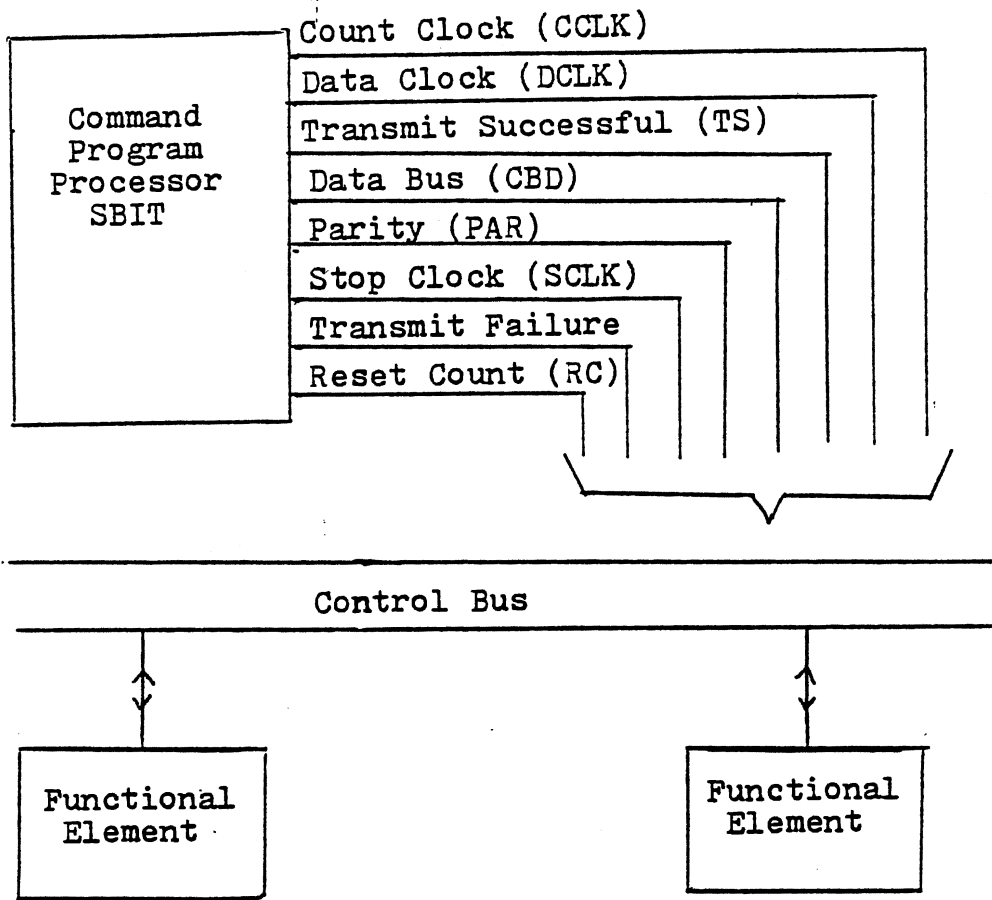 Command
Program
Processor
SBIT
Count Clock (CCLK)
Data Clock (DCLK)
Transmit Successful (TS)
Data Bus (CBD)
Parity (PAR)
Stop Clock (SCLK)
Transmit Failure
Reset Count (RC)
Control Bus
Functional
Element
Functional
Element